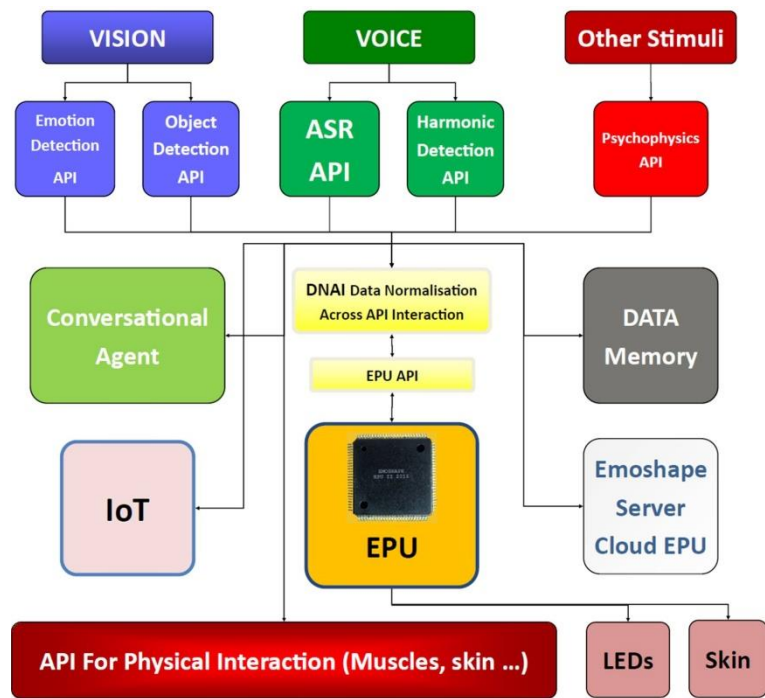 VISION
VOICE
Other Stimuli
Emotion
Detection
API
Object
Detection
API
ASR
API
Harmonic
Detection
API
Psychophysics
API
Conversational
Agent
DNAI Data Normalisation
Across API Interaction
DATA
Memory
EPU API
IoT
EMOSHAPE
EPU
Emoshape
Server
Cloud EPU
API For Physical Interaction (Muscles, skin ...)
LEDs
Skin